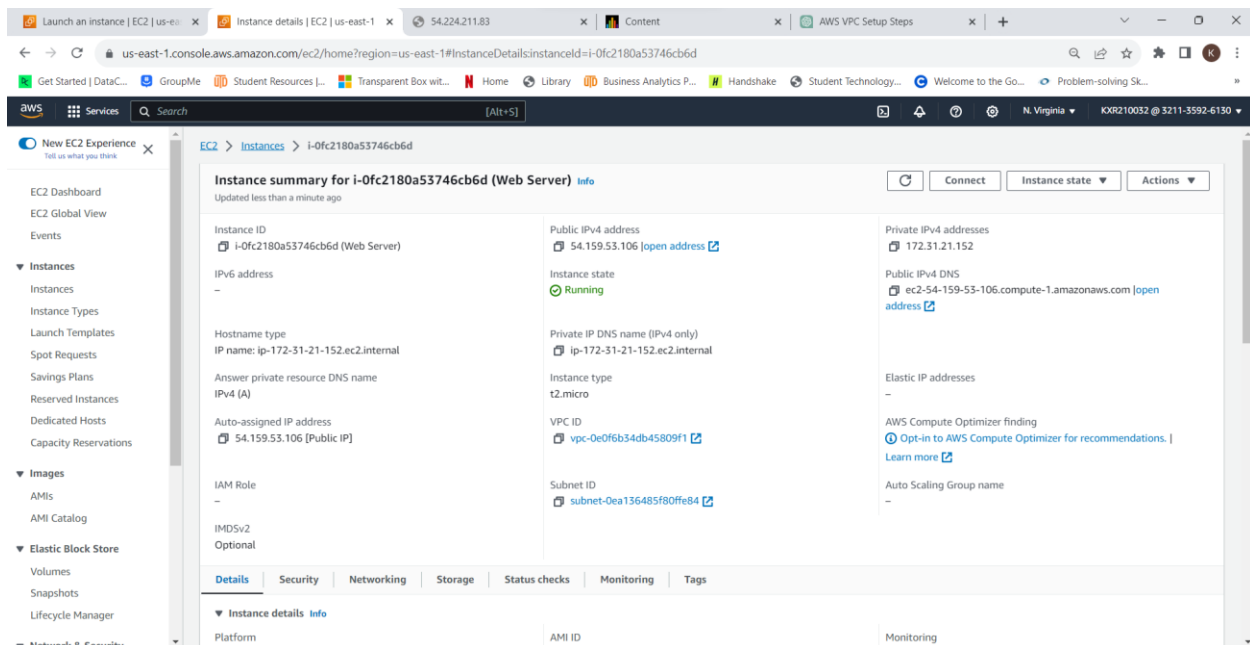 Launch an instance | EC2 | us-ea
Instance details | EC2 | us-east-1
54.224.211.83
Content
AWS VPC Setup Steps
us-east-1.console.aws.amazon.com/ec2/home?region=us-east-1#InstanceDetails:instanceId=i-0fc2180a53746cb6d
K
Get Started | DataC...
GroupMe
Student Resources |...
Transparent Box wit...
Home
Library
Business Analytics P...
Handshake
Student Technology...
Welcome to the Go...
Problem-solving Sk...
»
aws
Services
Search
[Alt+S]
N. Virginia
KXR210032 @ 3211-3592-6130
New EC2 Experience
Tell us what you think
EC2 Dashboard
EC2 Global View
Events
Instances
Instances
Instance Types
Launch Templates
Spot Requests
Savings Plans
Reserved Instances
Dedicated Hosts
Capacity Reservations
Images
AMIs
AMI Catalog
Elastic Block Store
Volumes
Snapshots
Lifecycle Manager
Network & Security
EC2 > Instances > i-0fc2180a53746cb6d
Instance summary for i-0fc2180a53746cb6d (Web Server) Info
Updated less than a minute ago
Connect
Instance state
Actions
Instance ID
i-0fc2180a53746cb6d (Web Server)
Public IPv4 address
54.159.53.106 |open address
Private IPv4 addresses
172.31.21.152
IPv6 address
–
Instance state
Running
Public IPv4 DNS
ec2-54-159-53-106.compute-1.amazonaws.com |open
address
Hostname type
IP name: ip-172-31-21-152.ec2.internal
Private IP DNS name (IPv4 only)
ip-172-31-21-152.ec2.internal
Answer private resource DNS name
IPv4 (A)
Instance type
t2.micro
Elastic IP addresses
–
Auto-assigned IP address
54.159.53.106 [Public IP]
VPC ID
vpc-0e0f6b34db45809f1
AWS Compute Optimizer finding
Opt-in to AWS Compute Optimizer for recommendations. |
Learn more
IAM Role
–
Subnet ID
subnet-0ea136485f80ffe84
Auto Scaling Group name
–
IMDSv2
Optional
Details
Security
Networking
Storage
Status checks
Monitoring
Tags
Instance details Info
Platform
AMI ID
Monitoring